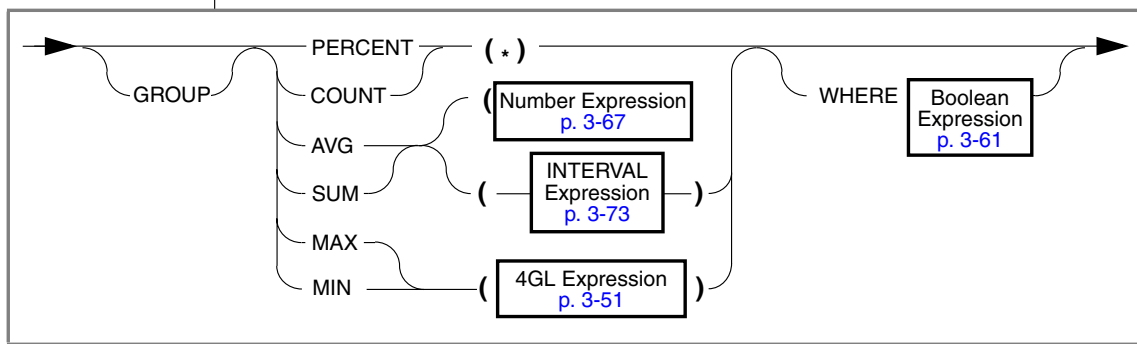 PERCENT
( * )
GROUP
COUNT
( Number Expression
p. 3-67
WHERE
Boolean
Expression
p. 3-61
AVG
SUM
( INTERVAL )
Expression
p. 3-73
MAX
MIN
( 4GL Expression )
p. 3-51